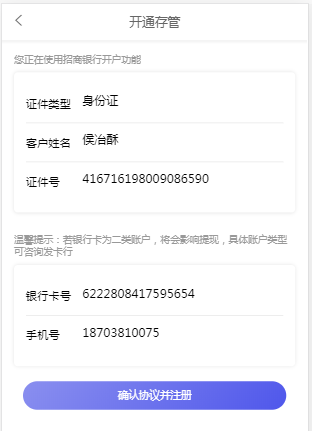 开通存管
您正在使用招商银行开户功能
证件类型 身份证
客户姓名 侯冶酥
证件号 416716198009086590
温馨提示：若银行卡为二类账户，将会影响提现，具体账户类型
可咨询发卡行
银行卡号 6222808417595654
手机号 18703810075
确认协议并注册